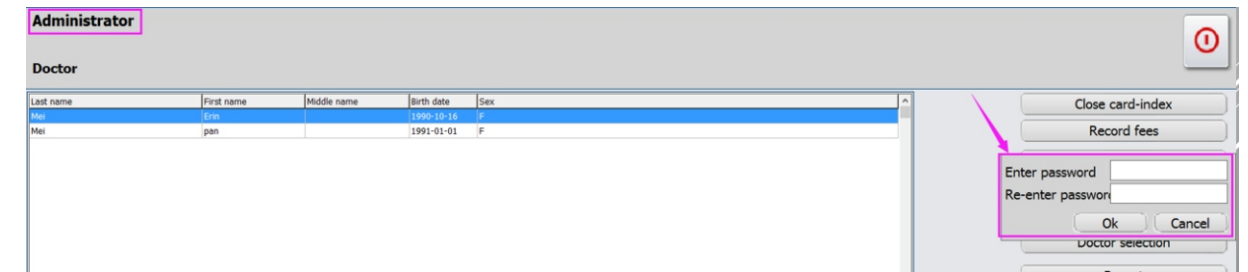 Administrator
Doctor
Last name First name Middle name Birth date Sex
Mei Erin 1990-10-16 F
Mei pan 1991-01-01 F
Close card-index
Record fees
Enter password
Re-enter passwor
Ok Cancel
Doctor selection